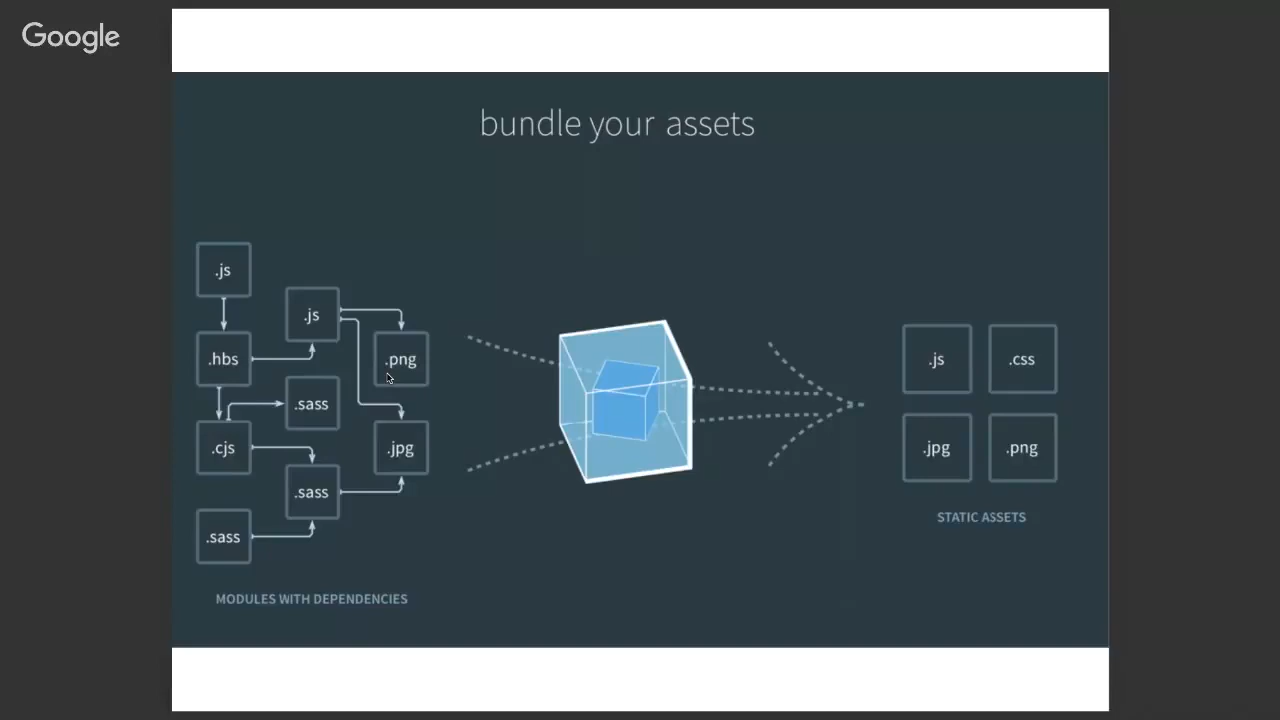 Google
bundle your assets
.js
.js
.hbs
.png
.sass
.cjs
.jpg
.sass
.sass
MODULES WITH DEPENDENCIES
.js
.css
.jpg
.png
STATIC ASSETS